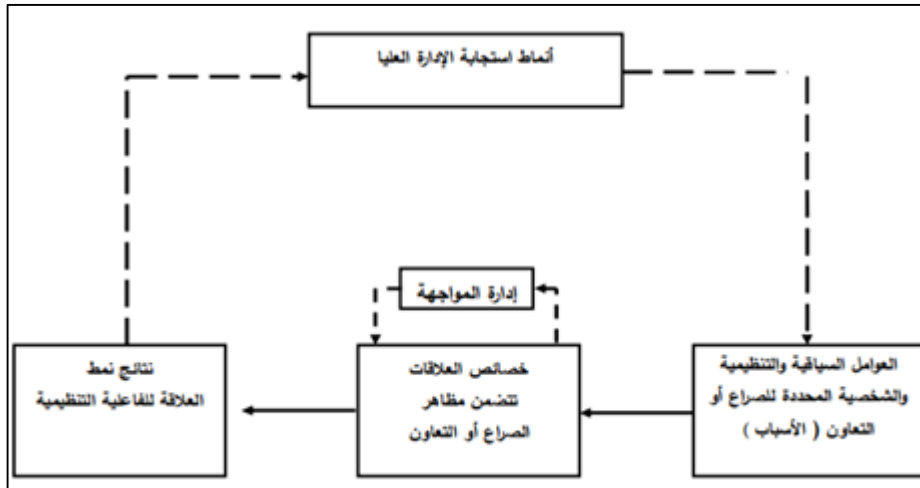 أنماط استجابة الإدارة العليا
إدارة المواجهة
العوامل السياقية والتنظيمية
والشخصية المحددة للصراع أو
التعاون ( الأسباب )
خصائص العلاقات
تتضمن مظاهر
الصراع أو التعاون
نتائج نمط
العلاقة للفاعلية التنظيمية